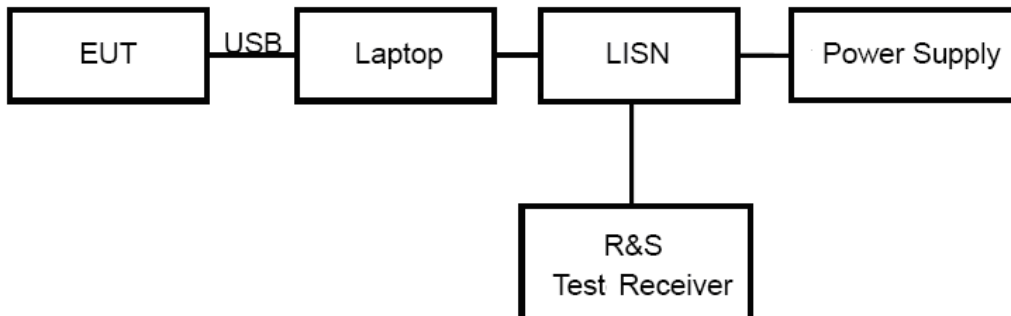 EUT
USB
Laptop
LISN
Power Supply
R&S
Test Receiver